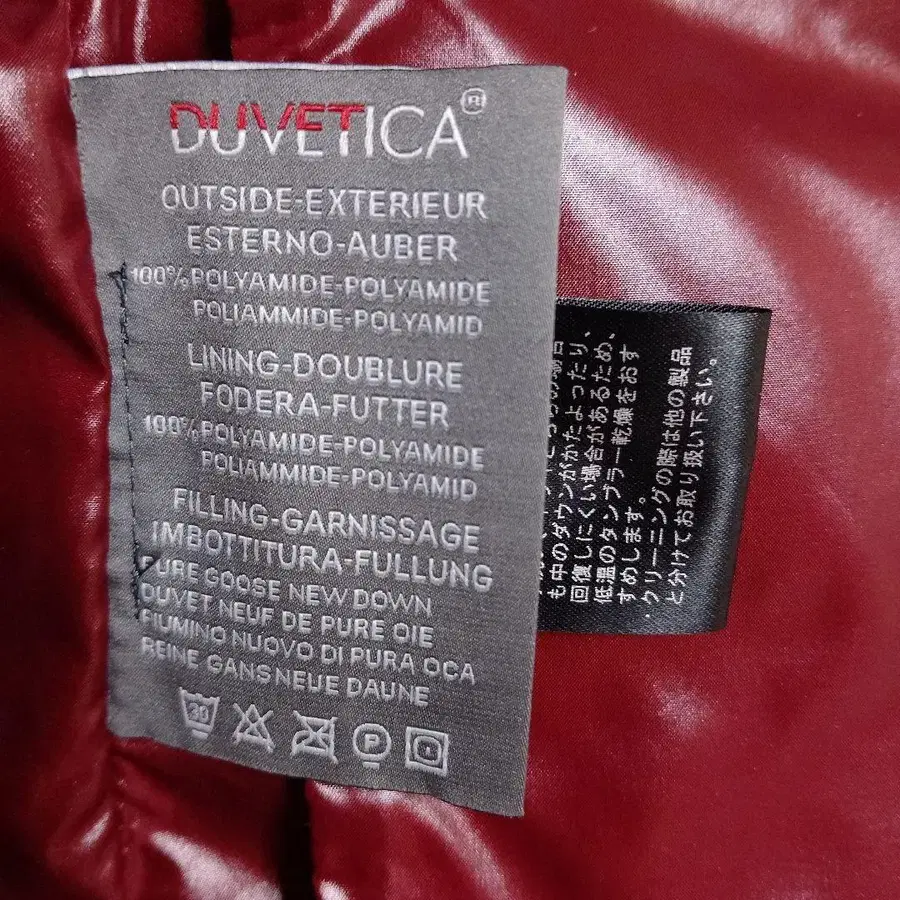 DUVETICA®
OUTSIDE-EXTERIEUR
ESTERNO-AUBER
100% POLYAMIDE-POLYAMIDE
POLIAMMIDE-POLYAMID
LINING-DOUBLURE
FODERA-FUTTER
100% POLYAMIDE-POLYAMIDE
POLIAMMIDE-POLYAMID
FILLING-GARNISSAGE
IMBOTTITURA-FULLUNG
PURE GOOSE NEW DOWN
DUVET NEUF DE PURE OIE
PIUMINO NUOVO DI PURA OCA
REINE GANS NEUE DAUNE
30
P
も中のダウンがかたよったり、
回復しにくい場合があるため、
低温のタンブラー乾燥をおす
すめします。
クリーニングの際は他の製品
と分けてお取り扱い下さい。